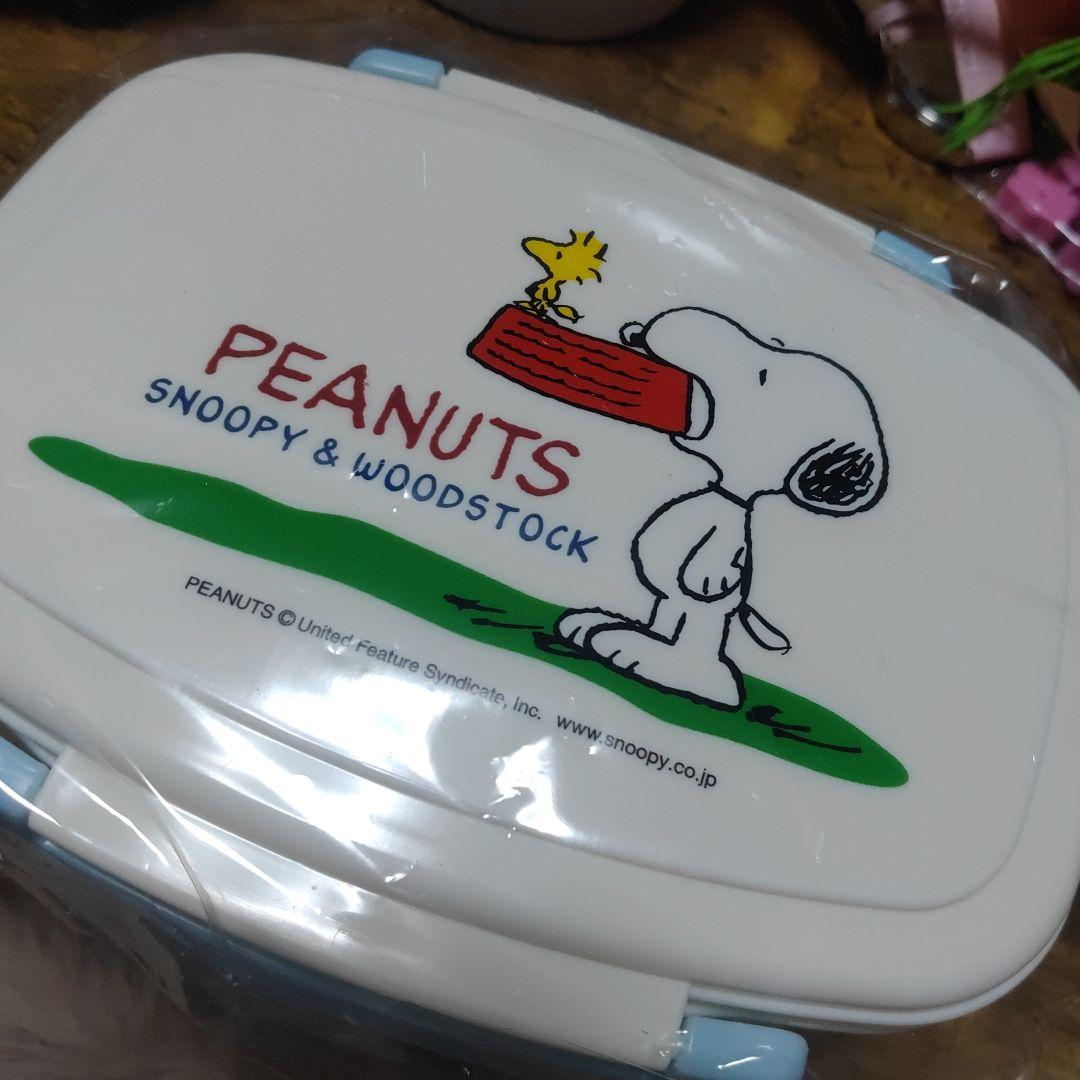 PEANUTS
SNOOPY & WOODSTOCK
PEANUTS © United Feature Syndicate, Inc. www.snoopy.co.jp